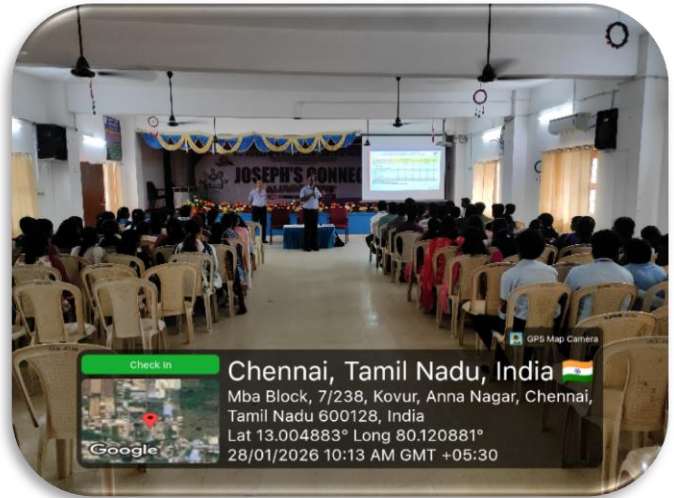 JOSEPH'S CONNEC
ALUMNI
GPS Map Camera
Check In
Chennai, Tamil Nadu, India
Mba Block, 7/238, Kovur, Anna Nagar, Chennai,
Tamil Nadu 600128, India
Lat 13.004883° Long 80.120881°
28/01/2026 10:13 AM GMT +05:30
Google